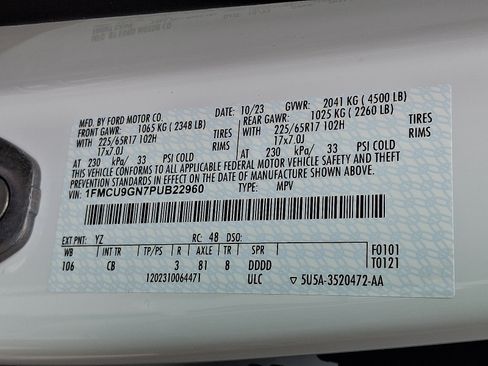 MFD. BY FORD MOTOR CO. 10/23 GVWR: 2041 KG (4500 LB)
FRONT GAWR: 1065 KG (2348 LB) REAR GAWR: 1025 KG (2260 LB)
WITH 225/65R17 102H TIRES WITH 225/65R17 102H TIRES
17x7.0J RIMS 17x7.0J RIMS
AT 230 kPa/ 33 PSI COLD AT 230 kPa/ 33 PSI COLD
THIS VEHICLE CONFORMS TO ALL APPLICABLE FEDERAL MOTOR VEHICLE SAFETY AND THEFT
PREVENTION STANDARDS IN EFFECT ON THE DATE OF MANUFACTURE SHOWN ABOVE.
VIN: 1FMCU9GN7PUB22960 TYPE: MPV
EXT PNT: YZ RC: 48 DSO:
WB INT TR TP/PS R AX TR SPR F0101
106 CB 3 81 8 DDDD T0121
1202310064471 ULC 5U5A-3520472-AA